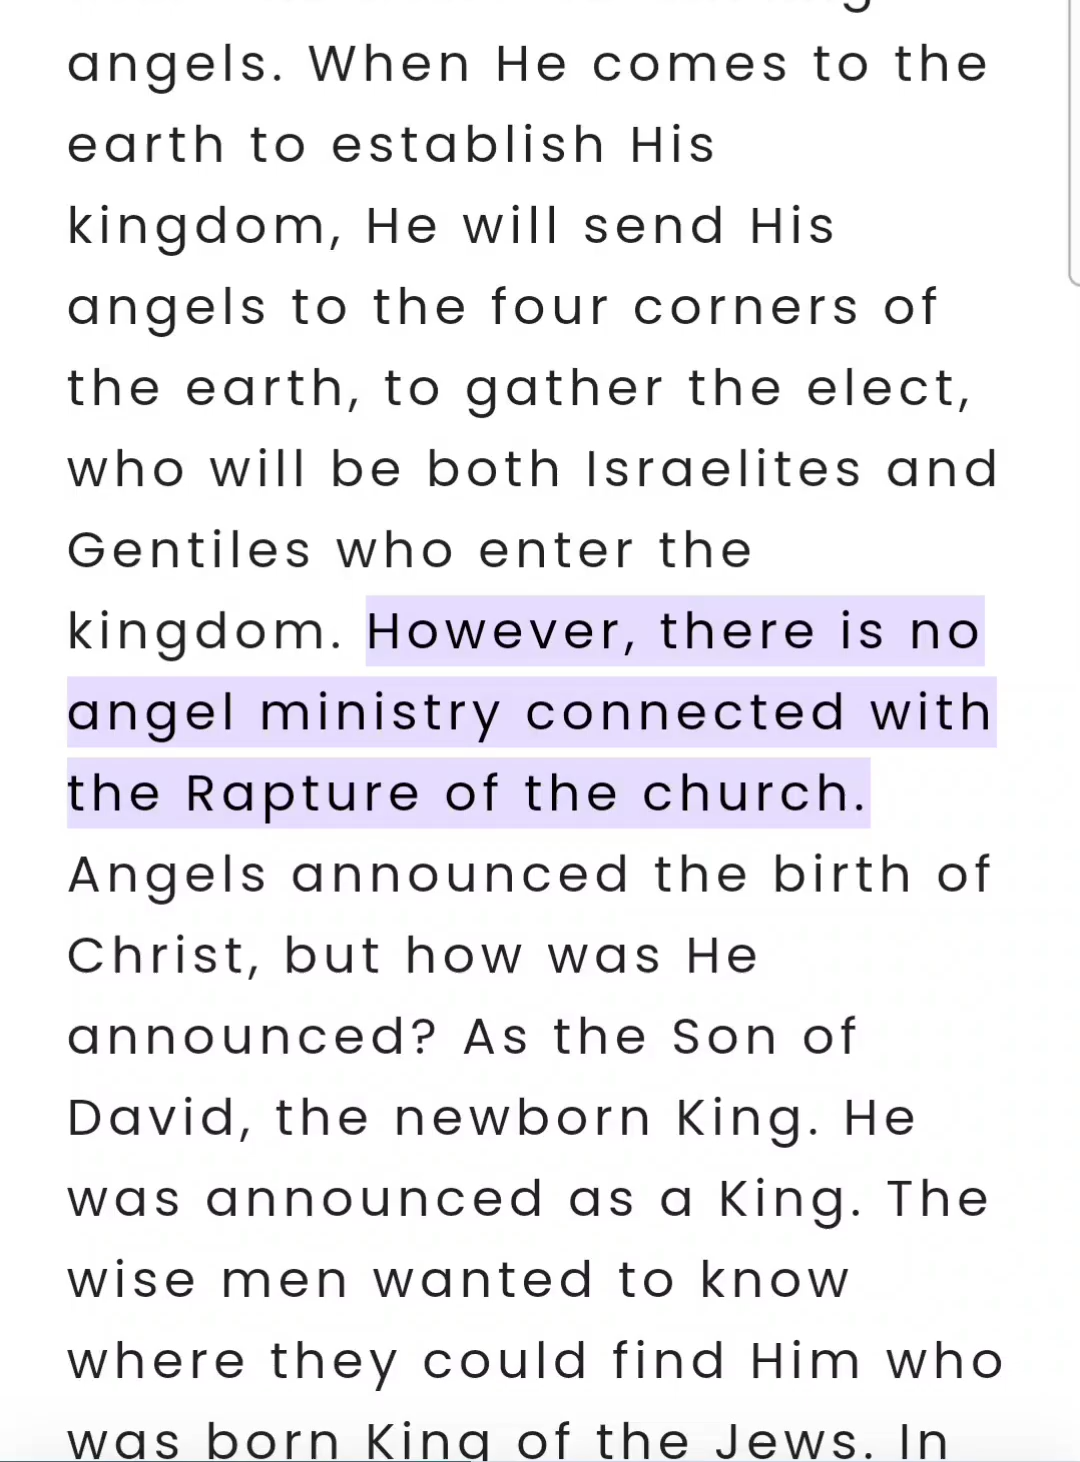 angels. When He comes to the
earth to establish His
kingdom, He will send His
angels to the four corners of
the earth, to gather the elect,
who will be both Israelites and
Gentiles who enter the
kingdom. However, there is no
angel ministry connected with
the Rapture of the church.
Angels announced the birth of
Christ, but how was He
announced? As the Son of
David, the newborn King. He
was announced as a King. The
wise men wanted to know
where they could find Him who
was born King of the Jews. In